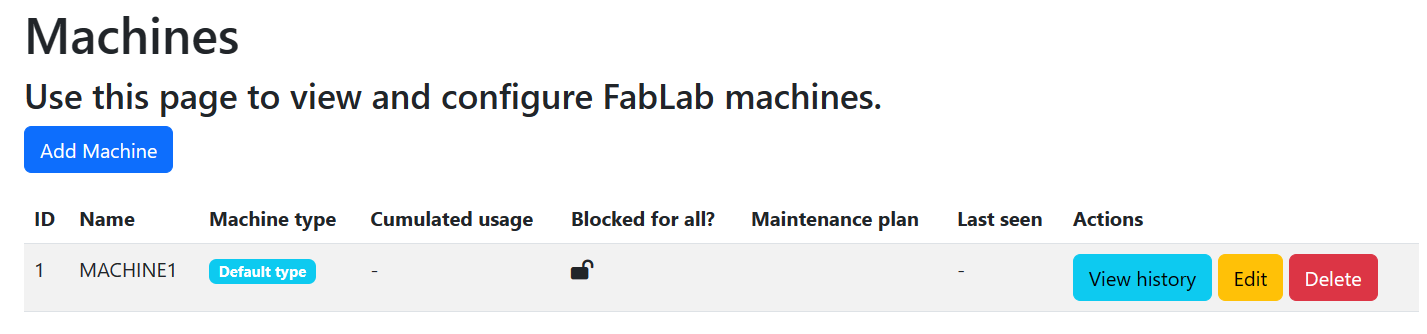 Machines
Use this page to view and configure FabLab machines.
Add Machine
ID Name Machine type Cumulated usage Blocked for all? Maintenance plan Last seen Actions
1 MACHINE1 Default type - - View history Edit Delete